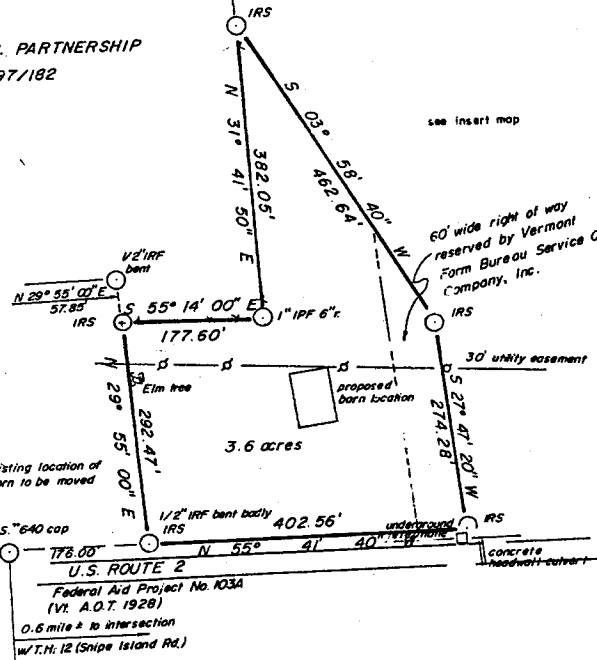 IRS
L PARTNERSHIP
97/182
see insert map
S 03° 58' 40" W
462.64'
N 31° 41' 50" E
382.05'
60' wide right of way
reserved by Vermont
Form Bureau Service C
Company, Inc.
1/2" IRF
bent
N 29° 55' 00" E
57.85'
IRS
S 55° 14' 00" E
177.60'
1" IPF 6"r.
IRS
30' utility easement
Elm tree
proposed
barn location
N 29° 55' 00" E
292.47'
S 27° 47' 20" W
274.28'
3.6 acres
isting location of
rn to be moved
S. "640 cap
1/2" IRF bent badly
IRS
402.56'
underground
IRS
176.00'
N 55° 41' 40" W
concrete
headwall culvert
U.S. ROUTE 2
Federal Aid Project No. 103A
(Vt. A.O.T. 1928)
0.6 mile ± to intersection
w/T.H. 12 (Snipe Island Rd.)